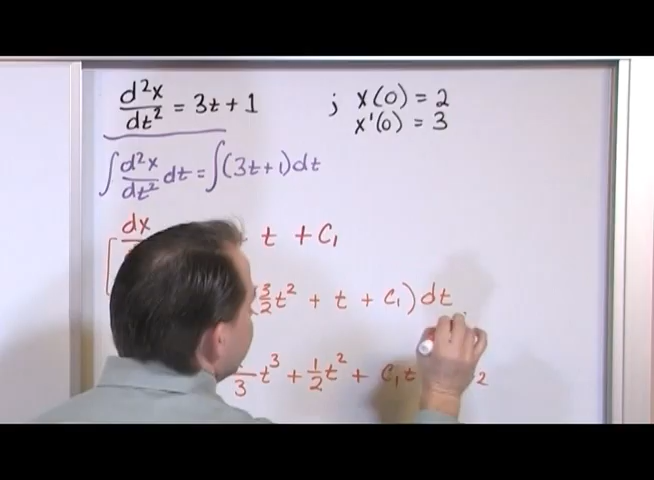 d²x/dt² = 3t + 1 ; x(0) = 2
x'(0) = 3
∫ d²x/dt² dt = ∫(3t+1)dt
dx t + C₁
(3/2 t² + t + C₁) dt
/3 t³ + 1/2 t² + C₁t 2